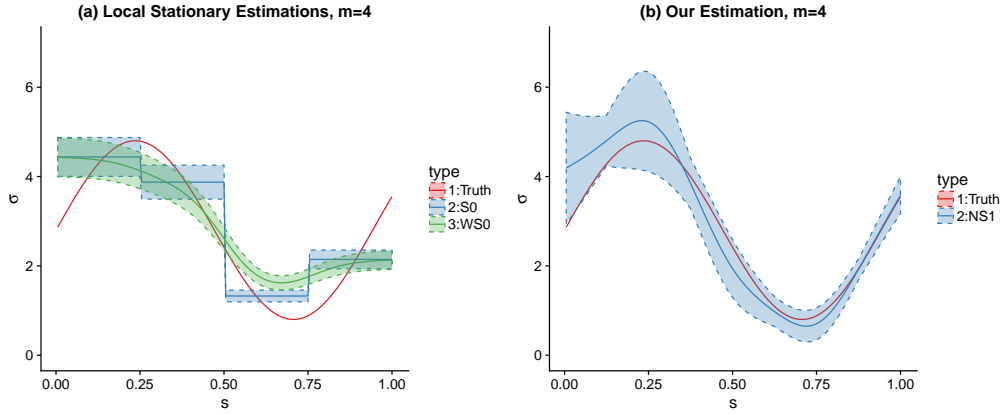 (a) Local Stationary Estimations, m=4
6
4
2
0
σ
0.00 0.25 0.50 0.75 1.00
s
type
1:Truth
2:S0
3:WS0
(b) Our Estimation, m=4
6
4
2
0
σ
0.00 0.25 0.50 0.75 1.00
s
type
1:Truth
2:NS1